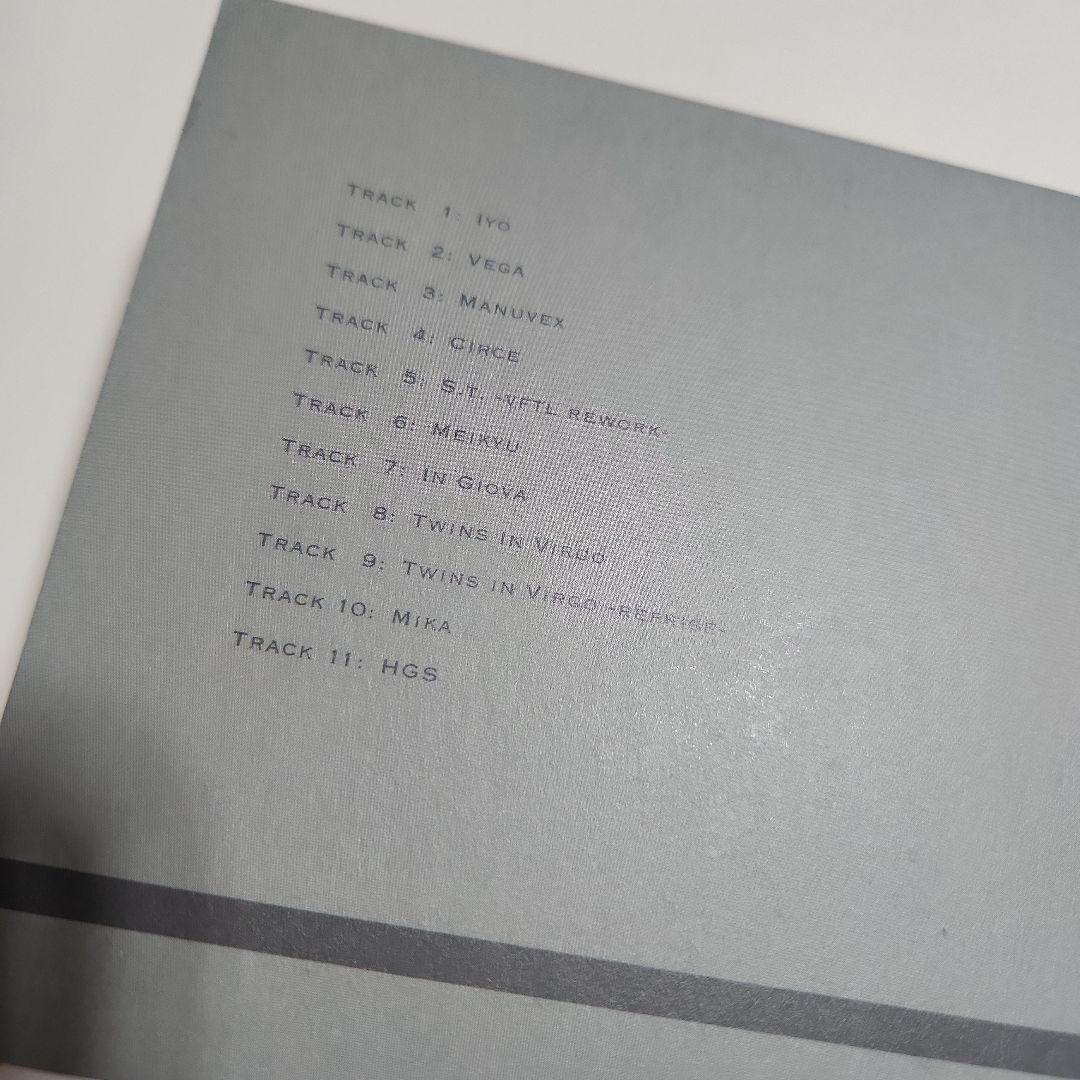 Track 1: Iyo
Track 2: Vega
Track 3: Manuvex
Track 4: Circe
Track 5: S.T. -VFTL rework-
Track 6: Meikyu
Track 7: In Giova
Track 8: Twins in Virgo
Track 9: Twins in Virgo -reprise-
Track 10: Mika
Track 11: HGS